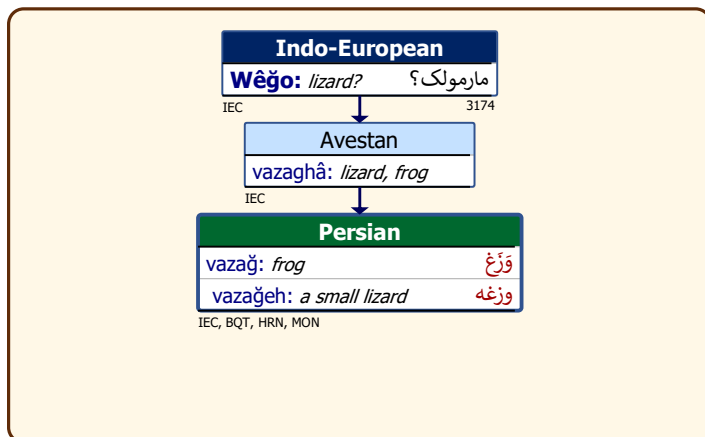 Indo-European
Wêğo: lizard? مارمولک؟
IEC 3174
Avestan
vazaghâ: lizard, frog
IEC
Persian
vazağ: frog وَزَغ
vazağeh: a small lizard وزغه
IEC, BQT, HRN, MON